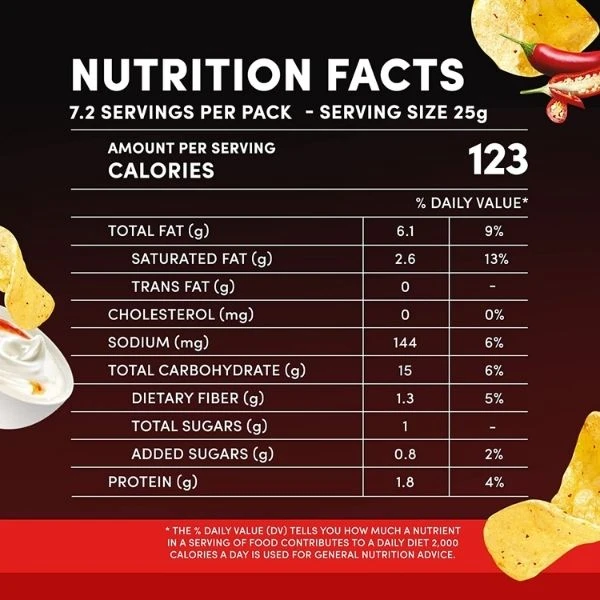 NUTRITION FACTS
7.2 SERVINGS PER PACK - SERVING SIZE 25g
AMOUNT PER SERVING
CALORIES 123
% DAILY VALUE*
TOTAL FAT (g) 6.1 9%
SATURATED FAT (g) 2.6 13%
TRANS FAT (g) 0 -
CHOLESTEROL (mg) 0 0%
SODIUM (mg) 144 6%
TOTAL CARBOHYDRATE (g) 15 6%
DIETARY FIBER (g) 1.3 5%
TOTAL SUGARS (g) 1 -
ADDED SUGARS (g) 0.8 2%
PROTEIN (g) 1.8 4%
* THE % DAILY VALUE (DV) TELLS YOU HOW MUCH A NUTRIENT
IN A SERVING OF FOOD CONTRIBUTES TO A DAILY DIET 2,000
CALORIES A DAY IS USED FOR GENERAL NUTRITION ADVICE.